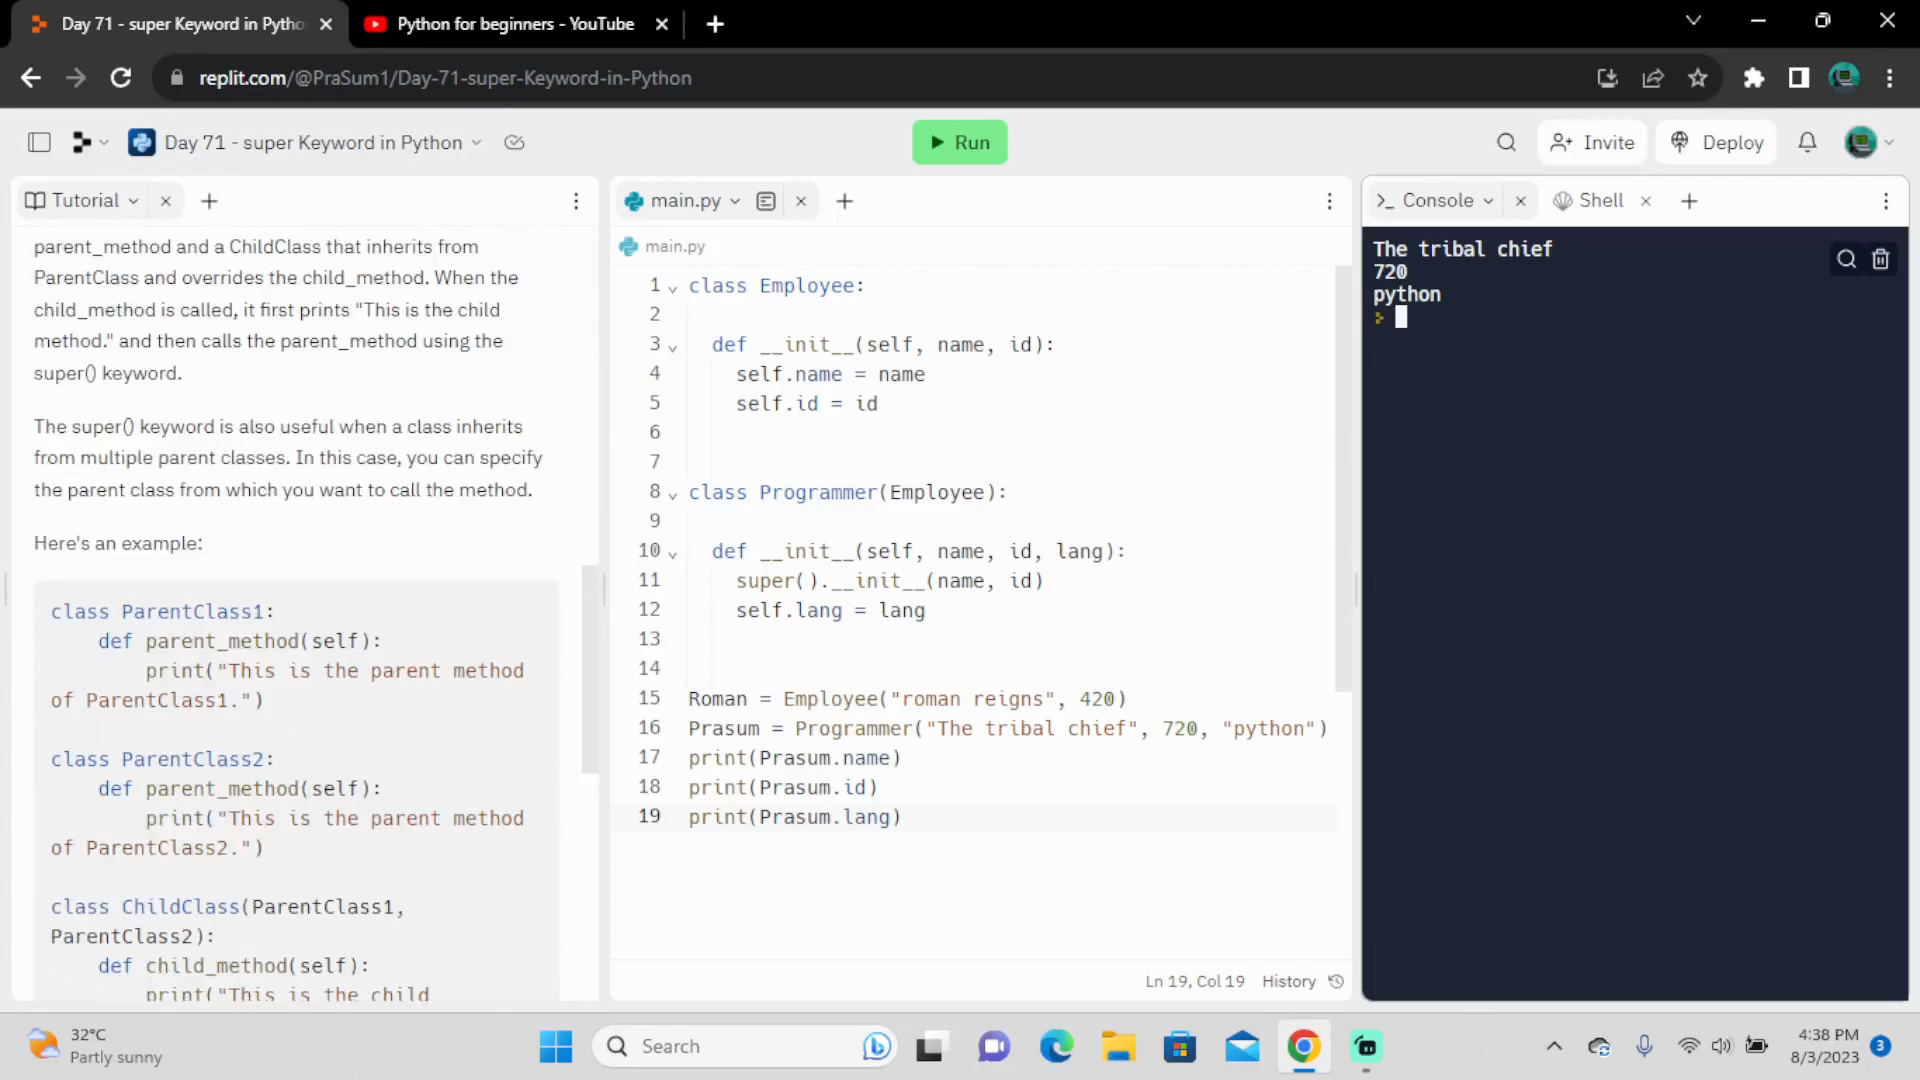 Day 71 - super Keyword in Pytho
Python for beginners - YouTube
replit.com/@PraSum1/Day-71-super-Keyword-in-Python
Day 71 - super Keyword in Python
Run
Invite
Deploy
Tutorial
parent_method and a ChildClass that inherits from
ParentClass and overrides the child_method. When the
child_method is called, it first prints "This is the child
method." and then calls the parent_method using the
super() keyword.
The super() keyword is also useful when a class inherits
from multiple parent classes. In this case, you can specify
the parent class from which you want to call the method.
Here's an example:
class ParentClass1:
def parent_method(self):
print("This is the parent method
of ParentClass1.")
class ParentClass2:
def parent_method(self):
print("This is the parent method
of ParentClass2.")
class ChildClass(ParentClass1,
ParentClass2):
def child_method(self):
print("This is the child
main.py
main.py
1 class Employee:
2
3 def __init__(self, name, id):
4 self.name = name
5 self.id = id
6
7
8 class Programmer(Employee):
9
10 def __init__(self, name, id, lang):
11 super().__init__(name, id)
12 self.lang = lang
13
14
15 Roman = Employee("roman reigns", 420)
16 Prasum = Programmer("The tribal chief", 720, "python")
17 print(Prasum.name)
18 print(Prasum.id)
19 print(Prasum.lang)
Ln 19, Col 19 History
Console
Shell
The tribal chief
720
python
32°C
Partly sunny
Search
4:38 PM
8/3/2023
3